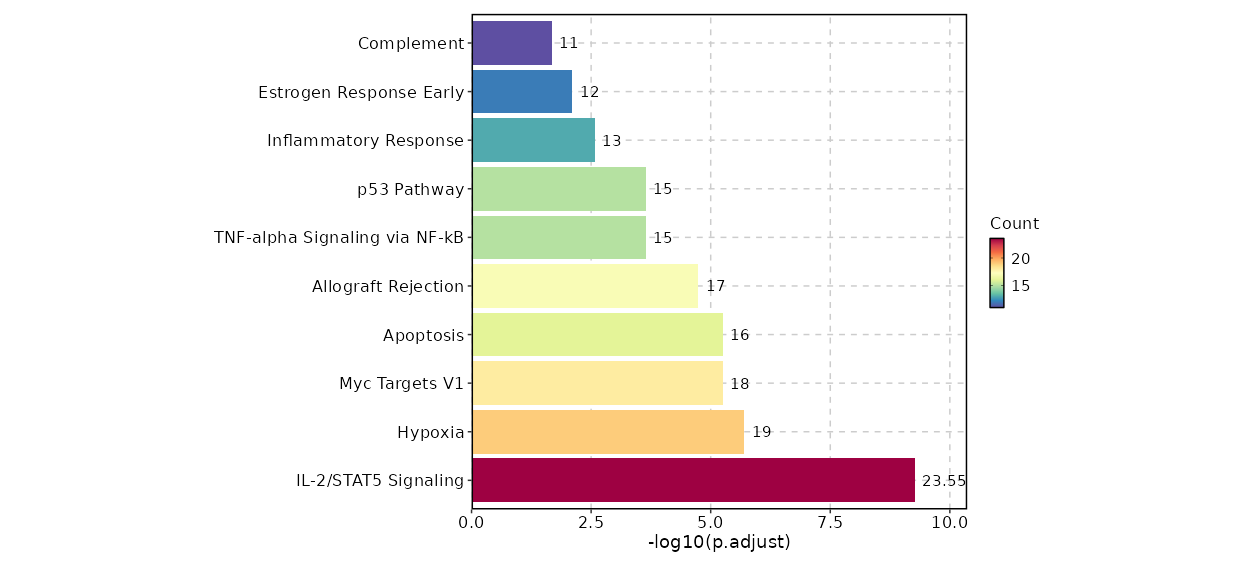 Complement 11
Estrogen Response Early 12
Inflammatory Response 13
p53 Pathway 15
TNF-alpha Signaling via NF-kB 15
Allograft Rejection 17
Apoptosis 16
Myc Targets V1 18
Hypoxia 19
IL-2/STAT5 Signaling 23.55
0.0 2.5 5.0 7.5 10.0
-log10(p.adjust)
Count
20
15